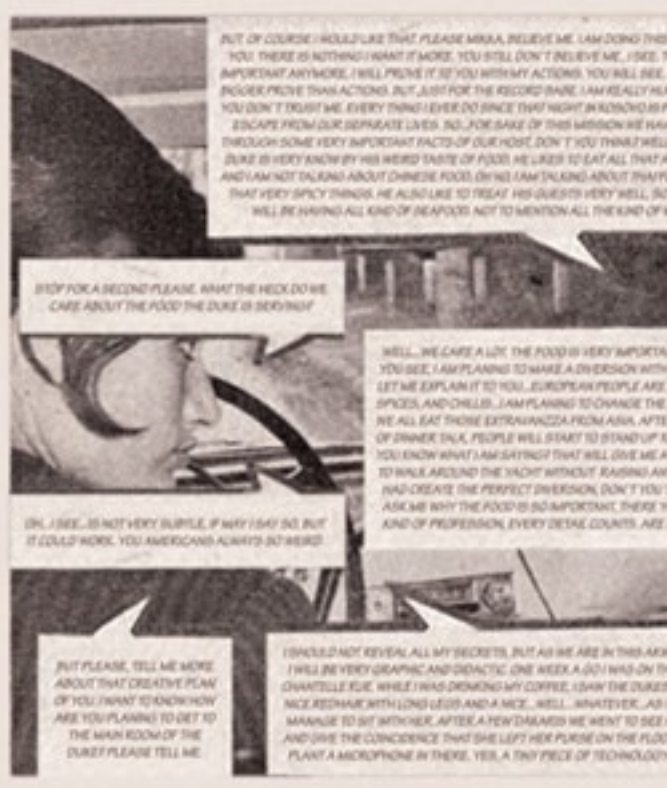 BUT OF COURSE I WOULD LIKE THAT. PLEASE MIKKA, BELIEVE ME. I AM DOING THIS
YOU. THERE IS NOTHING I WANT IT MORE. YOU STILL DON'T BELIEVE ME...I SEE.
IMPORTANT ANYMORE. I WILL PROVE IT TO YOU WITH MY ACTIONS. YOU WILL SEE.
BIGGER PROVE THAN ACTIONS. BUT JUST FOR THE RECORD BABE. I AM REALLY
YOU DON'T TRUST ME. EVERY THING I EVER DO SINCE THAT NIGHT IN KOSOVO IS
ESCAPE FROM OUR SEPARATE LIVES. SO...FOR SAKE OF THIS MISSION WE
THROUGH SOME VERY IMPORTANT FACTS OF OUR HOST, DON'T YOU THINK? WELL
DUKE IS VERY KNOW BY HIS WEIRD TASTE OF FOOD. HE LIKES TO EAT ALL THAT
AND I AM NOT TALKING ABOUT CHINESE FOOD. OH NO, I AM TALKING ABOUT
THAT VERY SPICY THINGS. HE ALSO LIKE TO TREAT HIS GUESTS VERY WELL,
WILL BE HAVING ALL KIND OF SEAFOOD. NOT TO MENTION ALL THE KIND OF
STOP FOR A SECOND PLEASE. WHAT THE HECK DO WE
CARE ABOUT THE FOOD THE DUKE IS SERVING?
WELL...WE CARE A LOT. THE FOOD IS VERY
YOU SEE, I AM PLANING TO MAKE A DIVERSION
LET ME EXPLAIN IT TO YOU...EUROPEAN PEOPLE ARE
SPICES, AND CHILLIS...I AM PLANING TO CHANGE THE
WE ALL EAT THOSE EXTRAVANZZA FROM ASIA.
OF DINNER TALK, PEOPLE WILL START TO STAND UP
YOU KNOW WHAT I AM SAYING? THAT WILL GIVE ME
TO WALK AROUND THE YACHT WITHOUT RAISING
HAD CREATE THE PERFECT DIVERSION, DON'T YOU
ASK ME WHY THE FOOD IS SO IMPORTANT. THERE
KIND OF PROFESSION, EVERY DETAIL COUNTS. ARE
OH, I SEE...IS NOT VERY SUBTLE, IF MAY I SAY SO, BUT
IT COULD WORK. YOU AMERICANS ALWAYS SO WEIRD.
BUT PLEASE, TELL ME MORE
ABOUT THAT CREATIVE PLAN
OF YOU. I WANT TO KNOW HOW
ARE YOU PLANING TO GET TO
THE MAIN ROOM OF THE
DUKE? PLEASE TELL ME.
I SHOULD NOT REVEAL ALL MY SECRETS, BUT AS WE ARE IN THIS
I WILL BE VERY GRAPHIC AND DIDACTIC. ONE WEEK A GO I WAS ON
CHANTELLE RUE. WHILE I WAS DRINKING MY COFFEE, I SAW THE
NICE REDHAIR WITH LONG LEGS AND A NICE...WELL...WHATEVER...AS
MANAGE TO SIT WITH HER. AFTER A FEW WE WENT TO SEE
AND GIVE THE COINCIDENCE THAT SHE LEFT HER PURSE ON THE
PLANT A MICROPHONE IN THERE. YES, A TINY PIECE OF TECHNOLOGY